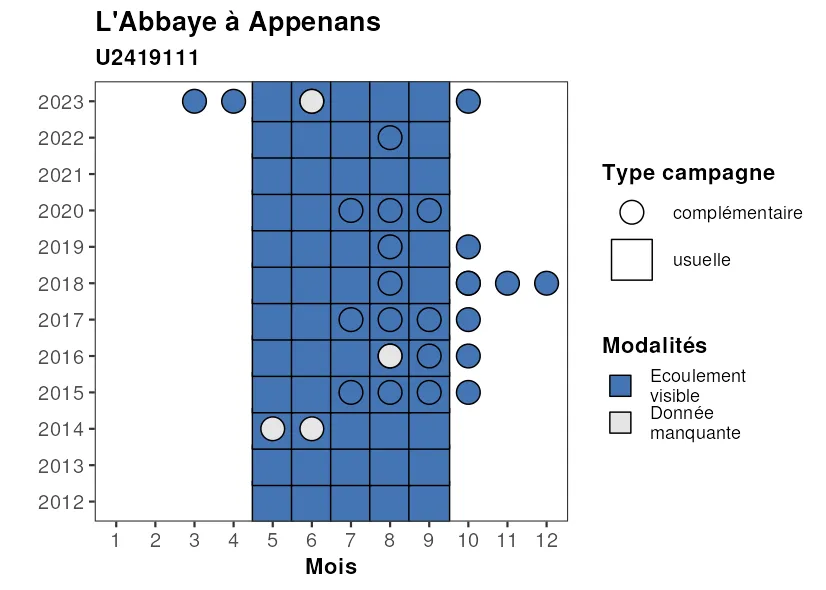 L'Abbaye à Appenans
U2419111
2023
2022
2021
2020
2019
2018
2017
2016
2015
2014
2013
2012
1 2 3 4 5 6 7 8 9 10 11 12
Mois
Type campagne
complémentaire
usuelle
Modalités
Ecoulement
visible
Donnée
manquante